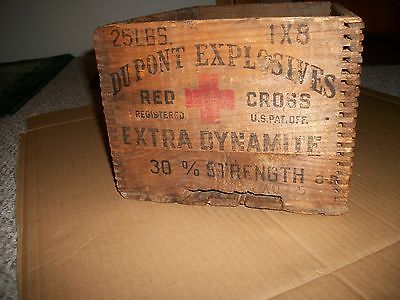 25LBS. 1X8
DU PONT EXPLOSIVES
RED CROSS
REGISTERED U.S. PAT. OFF.
EXTRA DYNAMITE
30 % STRENGTH